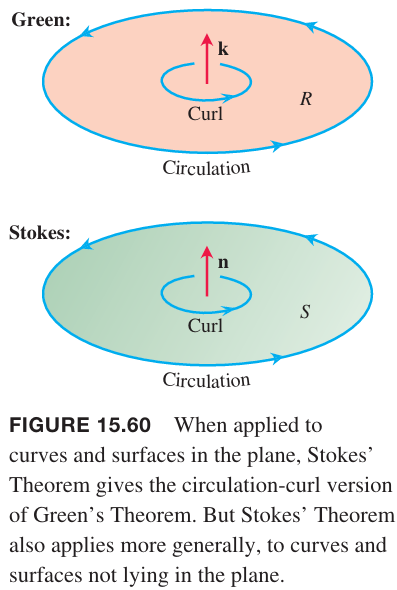 Green:
k
R
Curl
Circulation
Stokes:
n
S
Curl
Circulation
FIGURE 15.60 When applied to
curves and surfaces in the plane, Stokes’
Theorem gives the circulation-curl version
of Green’s Theorem. But Stokes’ Theorem
also applies more generally, to curves and
surfaces not lying in the plane.